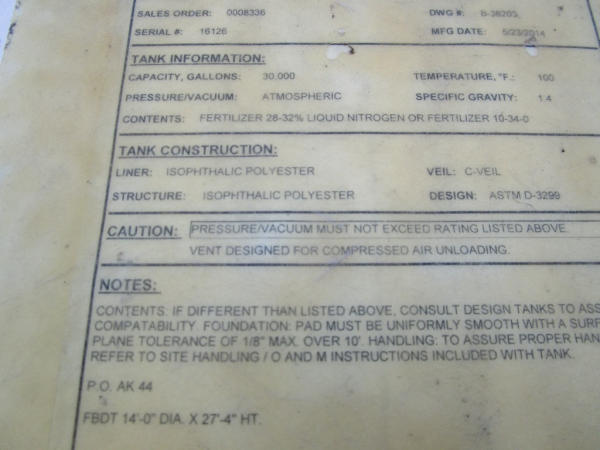 SALES ORDER: 0008336 DWG #: B-38203
SERIAL #: 16126 MFG DATE: 5/23/2014
TANK INFORMATION:
CAPACITY, GALLONS: 30,000 TEMPERATURE, °F.: 100
PRESSURE/VACUUM: ATMOSPHERIC SPECIFIC GRAVITY: 1.4
CONTENTS: FERTILIZER 28-32% LIQUID NITROGEN OR FERTILIZER 10-34-0
TANK CONSTRUCTION:
LINER: ISOPHTHALIC POLYESTER VEIL: C-VEIL
STRUCTURE: ISOPHTHALIC POLYESTER DESIGN: ASTM D-3299
CAUTION: PRESSURE/VACUUM MUST NOT EXCEED RATING LISTED ABOVE.
VENT DESIGNED FOR COMPRESSED AIR UNLOADING.
NOTES:
CONTENTS: IF DIFFERENT THAN LISTED ABOVE, CONSULT DESIGN TANKS TO ASS
COMPATABILITY. FOUNDATION: PAD MUST BE UNIFORMLY SMOOTH WITH A SURF
PLANE TOLERANCE OF 1/8" MAX. OVER 10'. HANDLING: TO ASSURE PROPER HAN
REFER TO SITE HANDLING / O AND M INSTRUCTIONS INCLUDED WITH TANK.
P.O. AK 44
FBDT 14'-0" DIA. X 27'-4" HT.